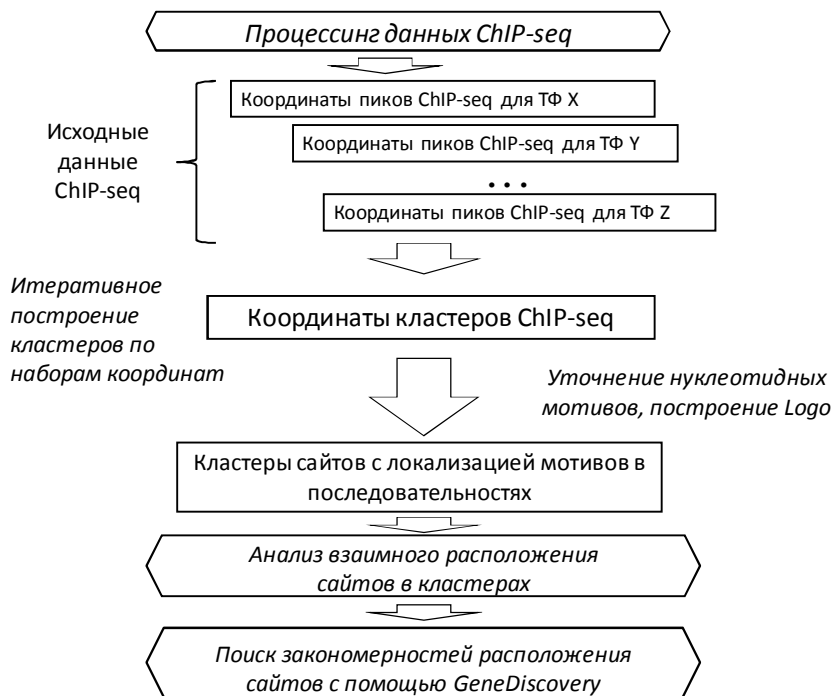 Процессинг данных ChIP-seq
Координаты пиков ChIP-seq для ТФ X
Исходные
данные
ChIP-seq
Координаты пиков ChIP-seq для ТФ Y
...
Координаты пиков ChIP-seq для ТФ Z
Итеративное
построение
кластеров по
наборам координат
Координаты кластеров ChIP-seq
Уточнение нуклеотидных
мотивов, построение Logo
Кластеры сайтов с локализацией мотивов в
последовательностях
Анализ взаимного расположения
сайтов в кластерах
Поиск закономерностей расположения
сайтов с помощью GeneDiscovery